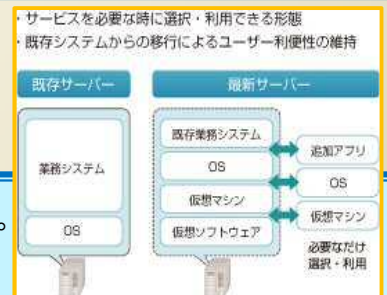 ・サービスを必要な時に選択・利用できる形態
・既存システムからの移行によるユーザー利便性の維持
既存サーバー
最新サーバー
業務システム
OS
既存業務システム
OS
仮想マシン
仮想ソフトウェア
追加アプリ
OS
仮想マシン
必要なだけ
選択・利用